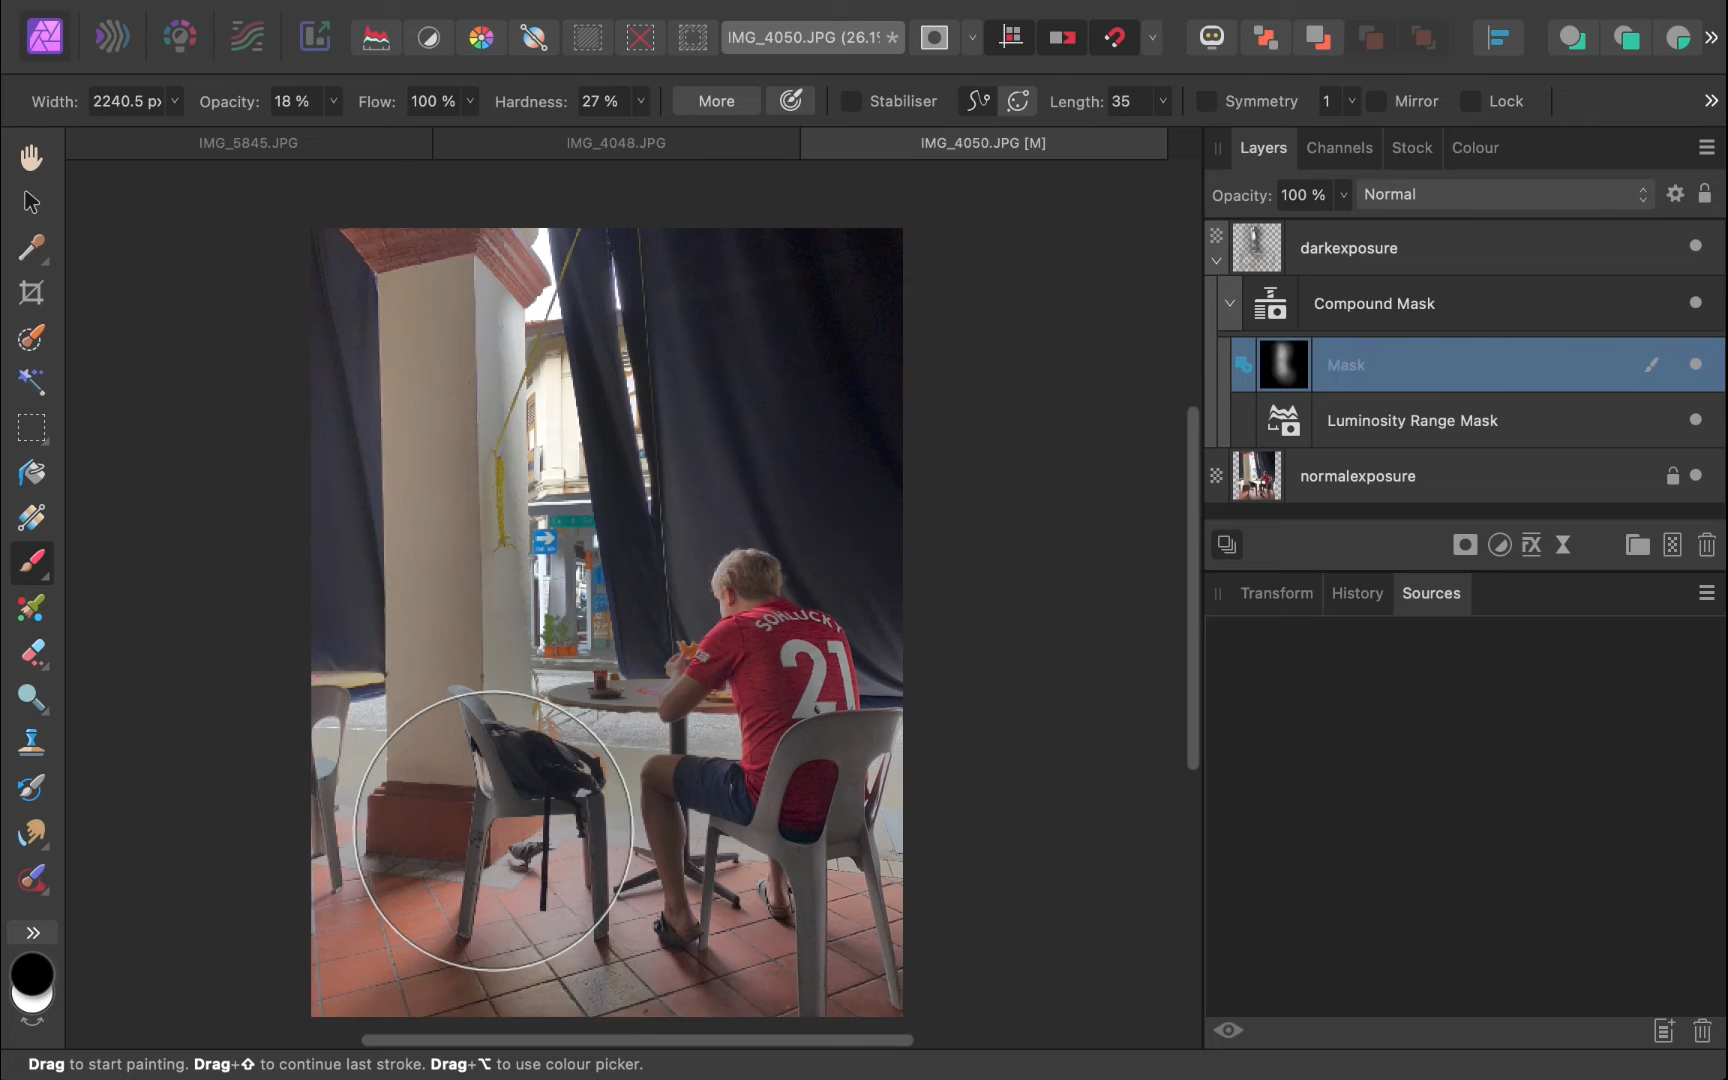 IMG_4050.JPG (26.1% *
Width: 2240.5 px Opacity: 18 % Flow: 100 % Hardness: 27 % More Stabiliser Length: 35 Symmetry 1 Mirror Lock
IMG_5845.JPG IMG_4048.JPG IMG_4050.JPG [M]
Layers Channels Stock Colour
Opacity: 100 % Normal
darkexposure
Compound Mask
Mask
Luminosity Range Mask
normalexposure
FX
Transform History Sources
SOHLUCKY
21
Drag to start painting. Drag+⇧ to continue last stroke. Drag+⌥ to use colour picker.